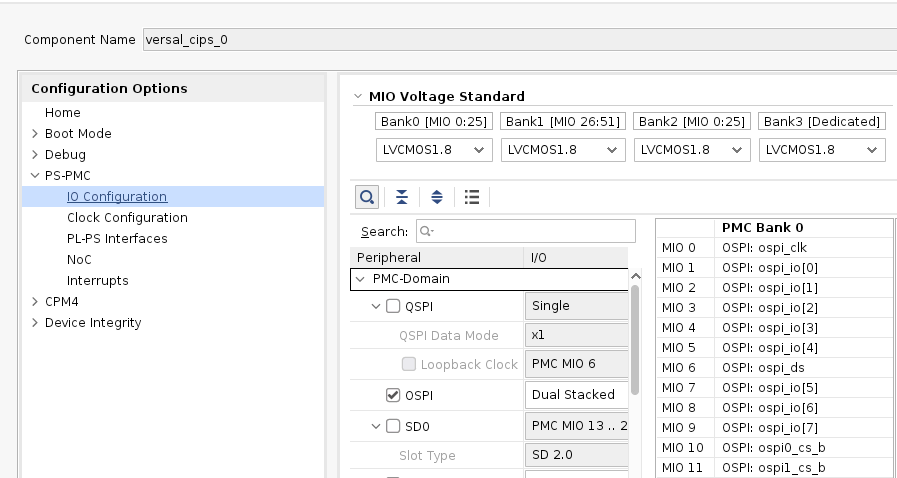 Component Name versal_cips_0
Configuration Options
Home
Boot Mode
Debug
PS-PMC
IO Configuration
Clock Configuration
PL-PS Interfaces
NoC
Interrupts
CPM4
Device Integrity
MIO Voltage Standard
Bank0 [MIO 0:25] Bank1 [MIO 26:51] Bank2 [MIO 0:25] Bank3 [Dedicated]
LVCMOS1.8 LVCMOS1.8 LVCMOS1.8 LVCMOS1.8
Search:
Peripheral I/O
PMC-Domain
QSPI Single
QSPI Data Mode x1
Loopback Clock PMC MIO 6
OSPI Dual Stacked
SD0 PMC MIO 13 .. 2
Slot Type SD 2.0
PMC Bank 0
MIO 0 OSPI: ospi_clk
MIO 1 OSPI: ospi_io[0]
MIO 2 OSPI: ospi_io[1]
MIO 3 OSPI: ospi_io[2]
MIO 4 OSPI: ospi_io[3]
MIO 5 OSPI: ospi_io[4]
MIO 6 OSPI: ospi_ds
MIO 7 OSPI: ospi_io[5]
MIO 8 OSPI: ospi_io[6]
MIO 9 OSPI: ospi_io[7]
MIO 10 OSPI: ospi0_cs_b
MIO 11 OSPI: ospi1_cs_b